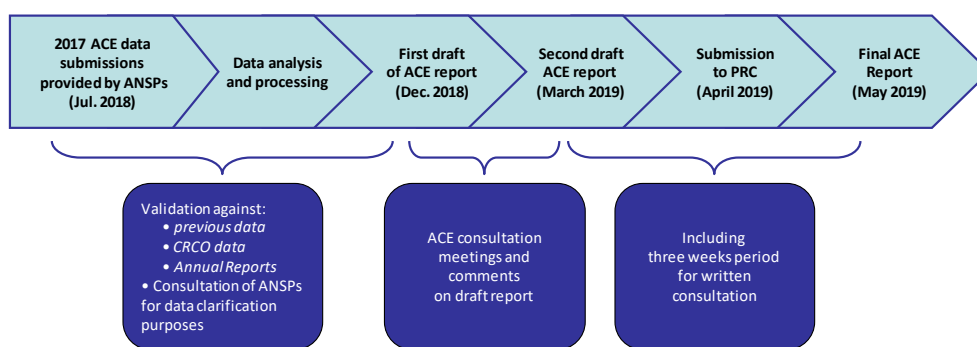 2017 ACE data
submissions
provided by ANSPs
(Jul. 2018)
Data analysis
and processing
First draft
of ACE report
(Dec. 2018)
Second draft
ACE report
(March 2019)
Submission
to PRC
(April 2019)
Final ACE
Report
(May 2019)
Validation against:
• previous data
• CRCO data
• Annual Reports
• Consultation of ANSPs
for data clarification
purposes
ACE consultation
meetings and
comments
on draft report
Including
three weeks period
for written
consultation